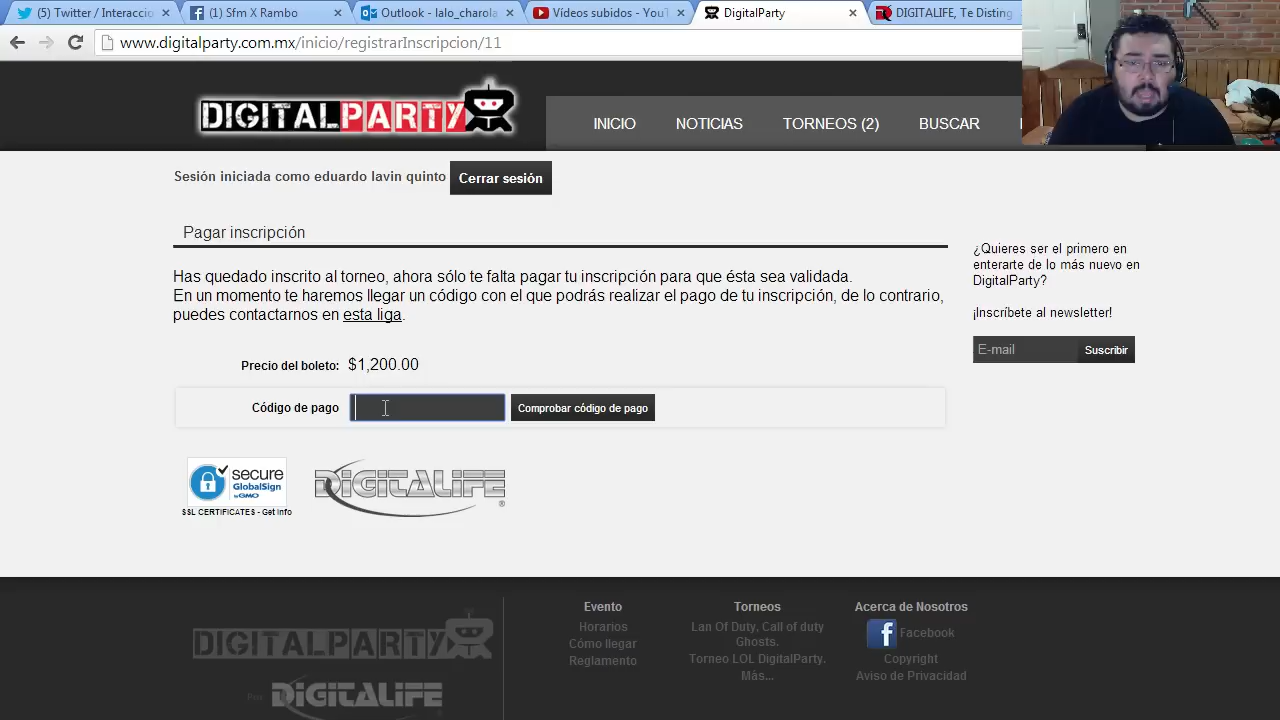 (5) Twitter / Interaccio
(1) Sfm X Rambo
Outlook - lalo_charola
Vídeos subidos - YouT
DigitalParty
DIGITALIFE, Te Disting
www.digitalparty.com.mx/inicio/registrarInscripcion/11
DIGITALPARTY
INICIO
NOTICIAS
TORNEOS (2)
BUSCAR
Sesión iniciada como eduardo lavin quinto
Cerrar sesión
Pagar inscripción
Has quedado inscrito al torneo, ahora sólo te falta pagar tu inscripción para que ésta sea validada.
En un momento te haremos llegar un código con el que podrás realizar el pago de tu inscripción, de lo contrario,
puedes contactarnos en esta liga.
Precio del boleto: $1,200.00
Código de pago
Comprobar código de pago
¿Quieres ser el primero en
enterarte de lo más nuevo en
DigitalParty?
¡Inscríbete al newsletter!
E-mail
Suscribir
secure
GlobalSign
by GMO
SSL CERTIFICATES - Get Info
DIGITALIFE ®
DIGITALPARTY
Por DIGITALIFE
Evento
Horarios
Cómo llegar
Reglamento
Torneos
Lan Of Duty, Call of duty
Ghosts.
Torneo LOL DigitalParty.
Más...
Acerca de Nosotros
Facebook
Copyright
Aviso de Privacidad